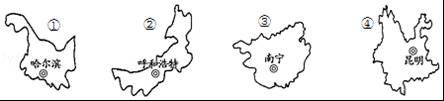 ① ② ③ ④
哈尔滨 呼和浩特 南宁 昆明